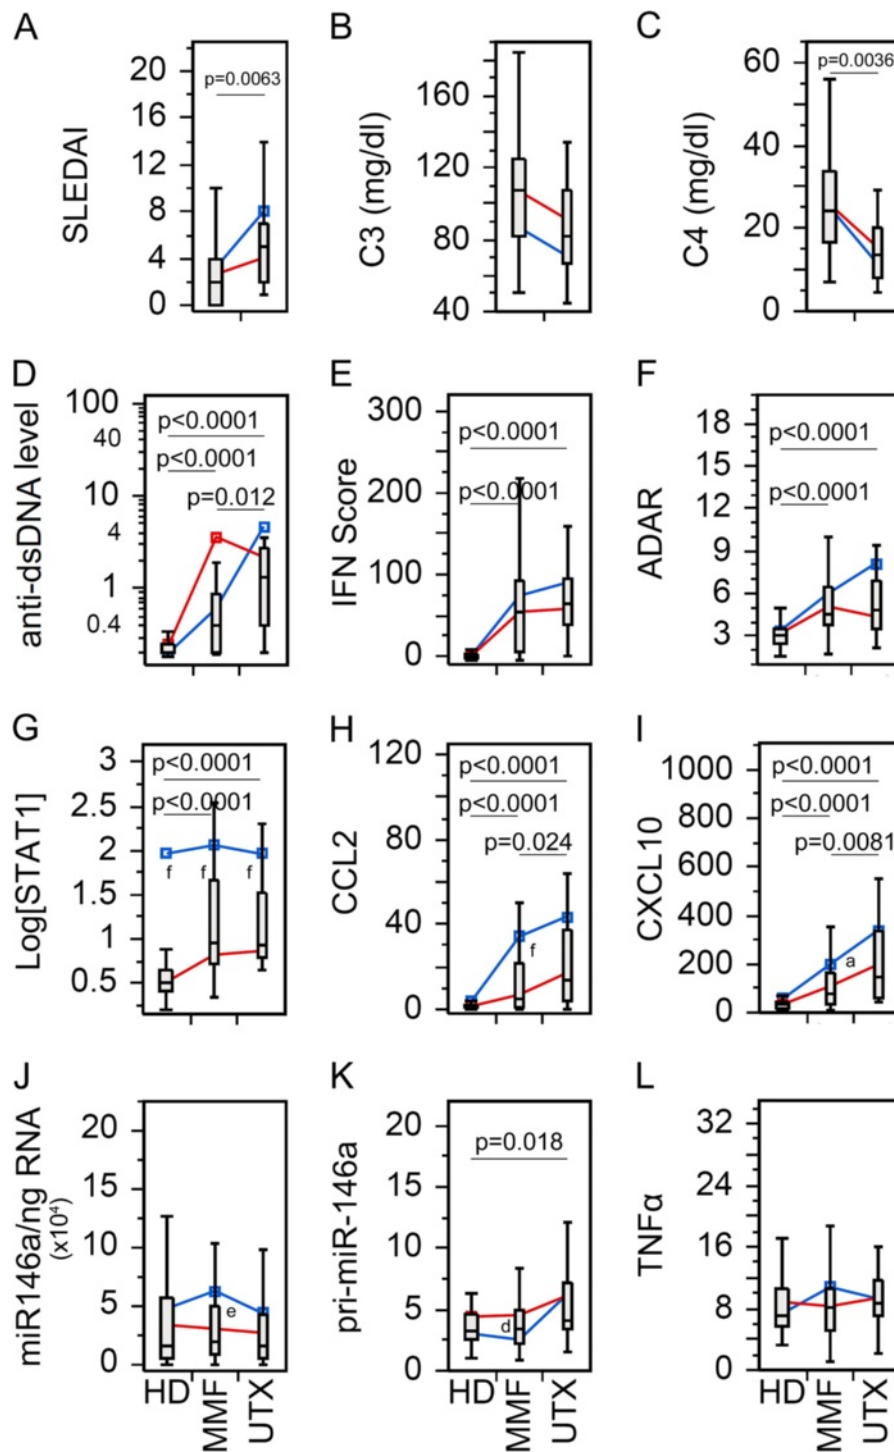 A
SLEDAI
20
16
12
8
4
0
p=0.0063
B
C3 (mg/dl)
160
120
80
40
C
C4 (mg/dl)
60
40
20
0
p=0.0036
D
anti-dsDNA level
100
40
10
4
1
0.4
p<0.0001
p<0.0001
p=0.012
E
IFN Score
300
200
100
0
p<0.0001
p<0.0001
F
ADAR
18
15
12
9
6
3
p<0.0001
p<0.0001
G
Log[STAT1]
3
2.5
2
1.5
1
0.5
p<0.0001
p<0.0001
f
f
f
H
CCL2
120
80
40
0
p<0.0001
p<0.0001
p=0.024
f
I
CXCL10
1000
800
600
400
200
0
p<0.0001
p<0.0001
p=0.0081
a
J
miR146a/ng RNA
(x10⁴)
20
15
10
5
0
e
HD
MMF
UTX
K
pri-miR-146a
20
15
10
5
0
p=0.018
d
HD
MMF
UTX
L
TNFα
32
24
16
8
0
HD
MMF
UTX